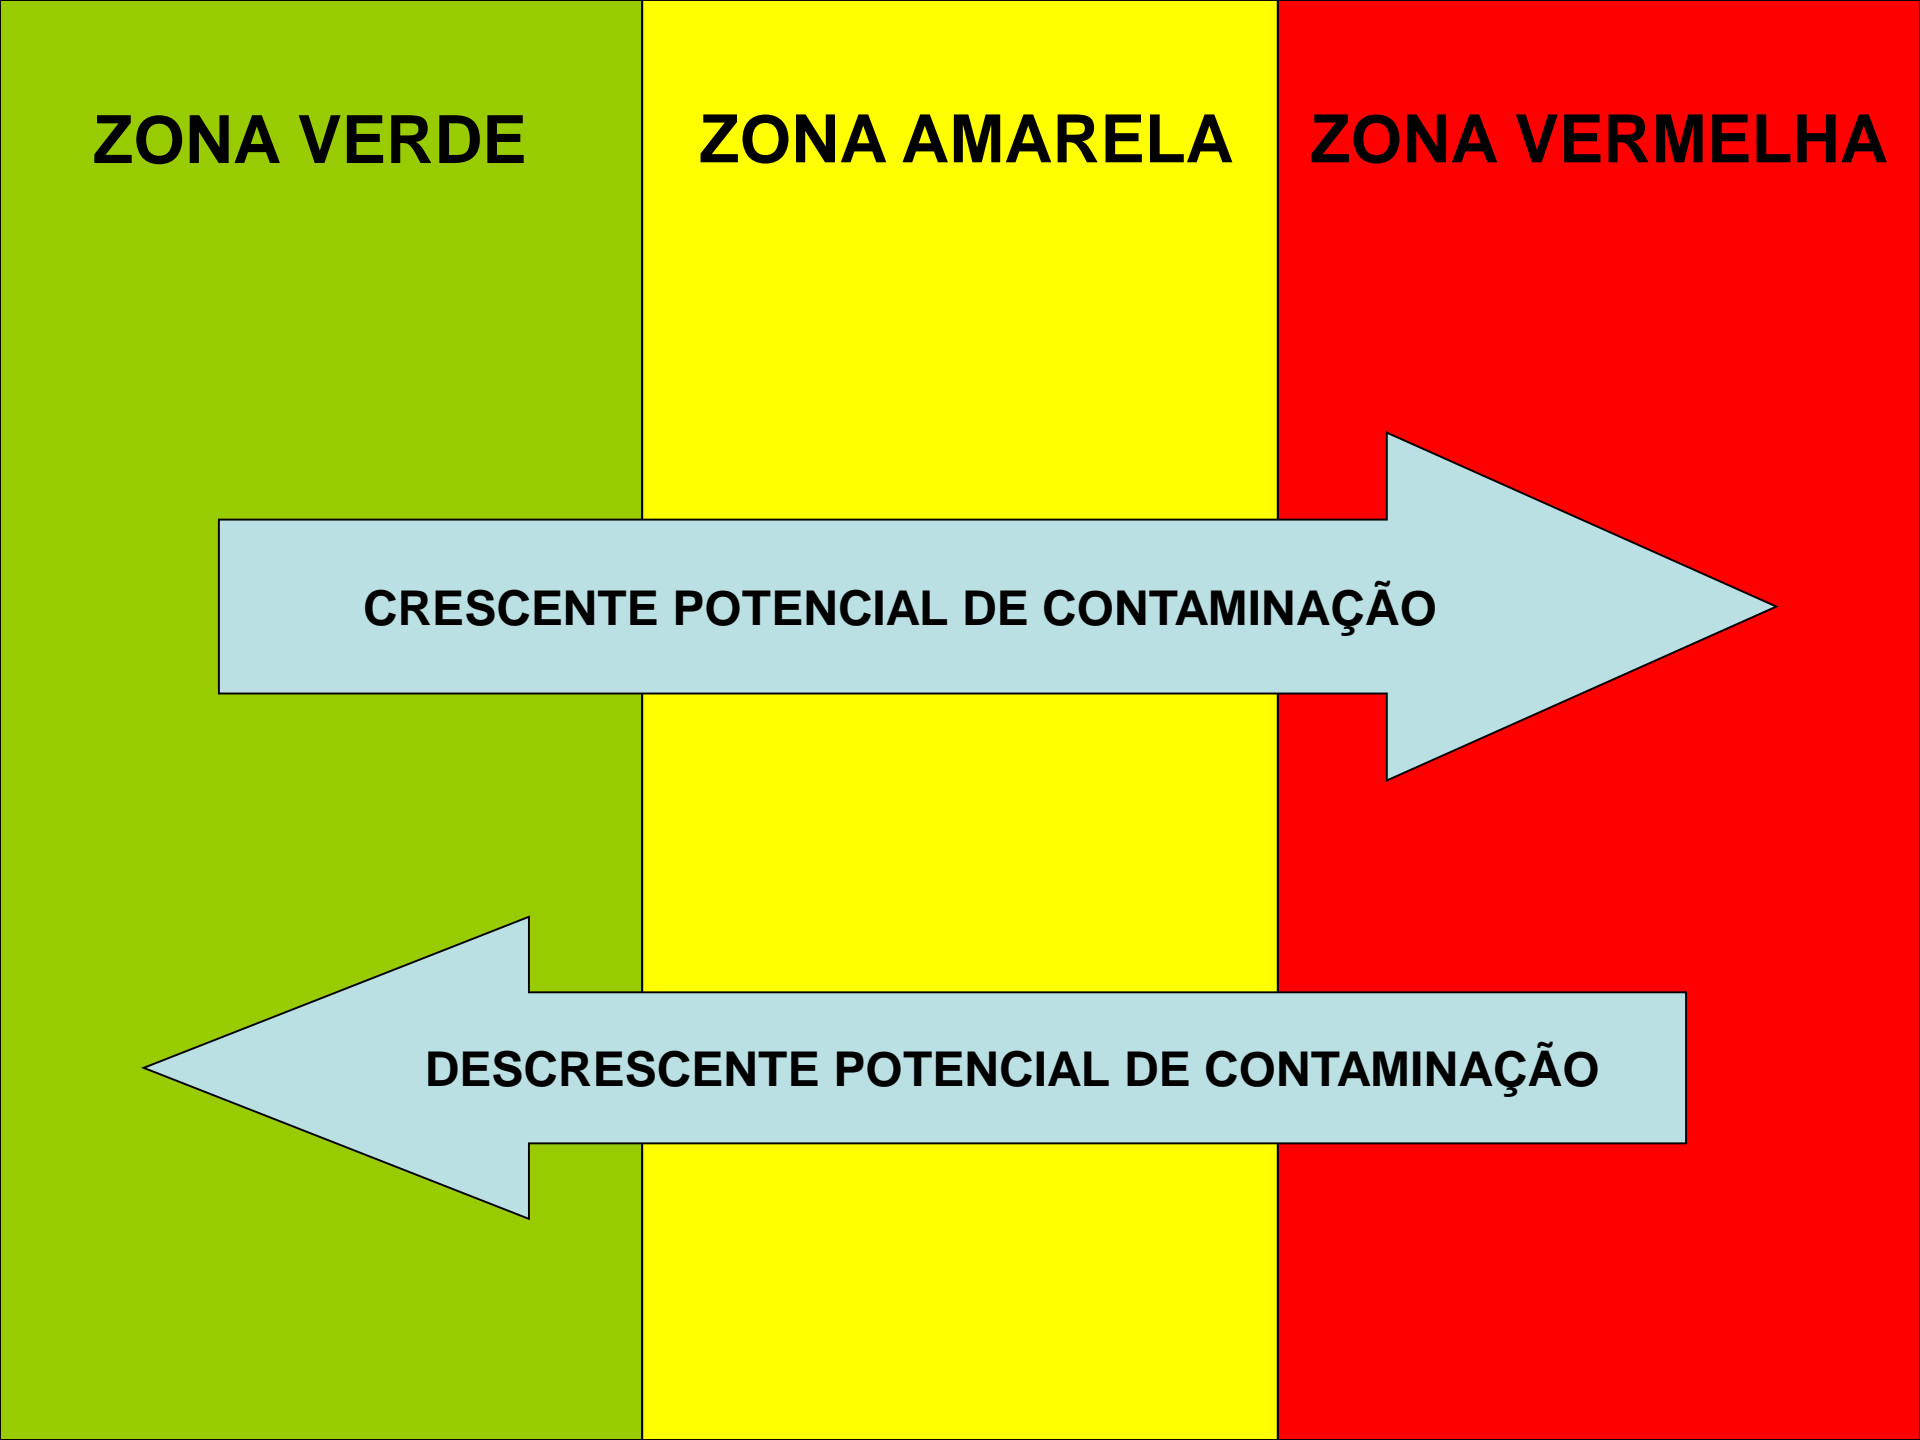 ZONA VERDE
ZONA AMARELA
ZONA VERMELHA
CRESCENTE POTENCIAL DE CONTAMINAÇÃO
DESCRESCENTE POTENCIAL DE CONTAMINAÇÃO